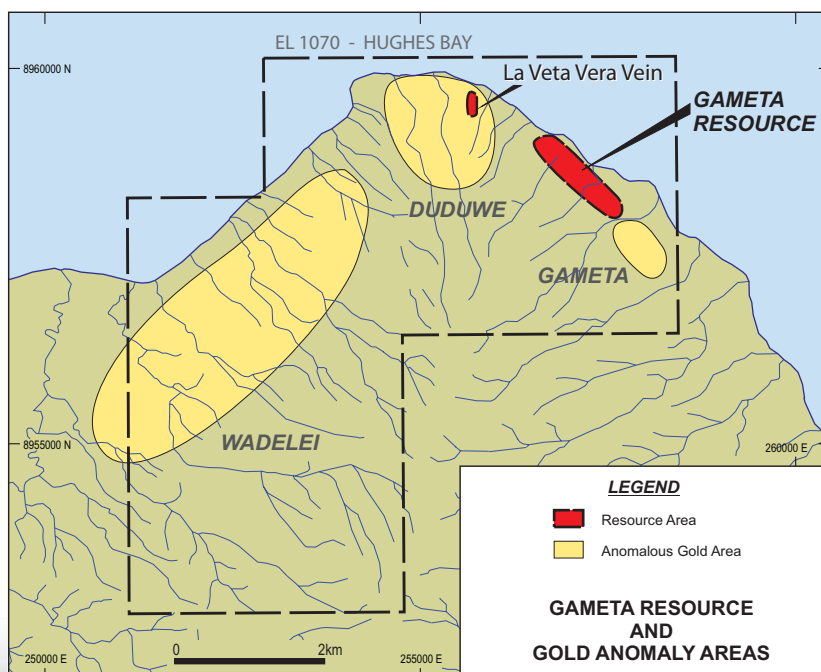 EL 1070 - HUGHES BAY
8960000 N
La Veta Vera Vein
GAMETA
RESOURCE
DUDUWE
GAMETA
WADELEI
8955000 N
260000 E
LEGEND
Resource Area
Anomalous Gold Area
GAMETA RESOURCE
AND
GOLD ANOMALY AREAS
0 2km
250000 E
255000 E